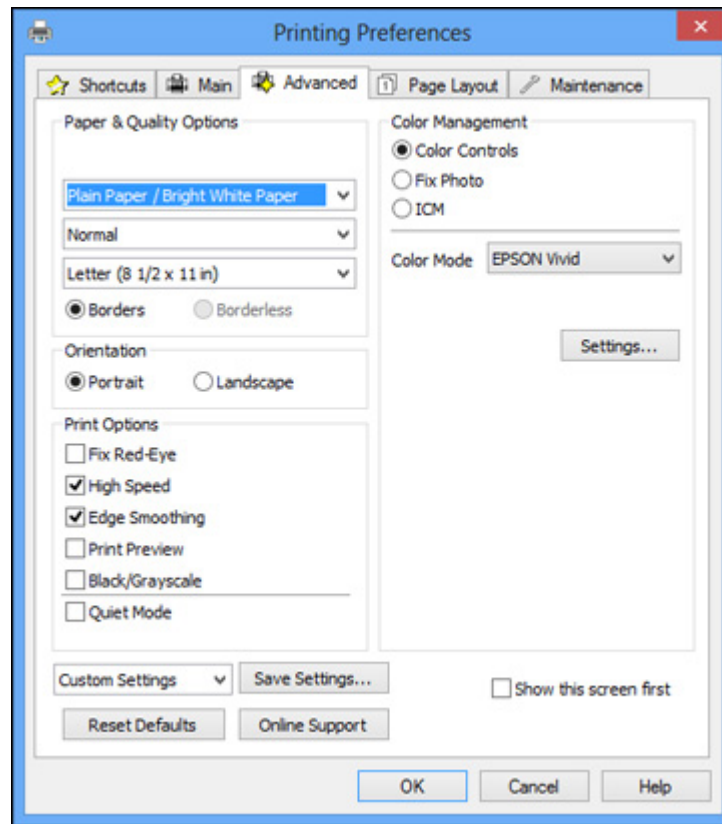 Printing Preferences
Shortcuts Main Advanced 1 Page Layout Maintenance
Paper & Quality Options
Plain Paper / Bright White Paper
Normal
Letter (8 1/2 x 11 in)
Borders Borderless
Orientation
Portrait Landscape
Print Options
Fix Red-Eye
High Speed
Edge Smoothing
Print Preview
Black/Grayscale
Quiet Mode
Color Management
Color Controls
Fix Photo
ICM
Color Mode EPSON Vivid
Settings...
Custom Settings Save Settings...
Show this screen first
Reset Defaults Online Support
OK Cancel Help